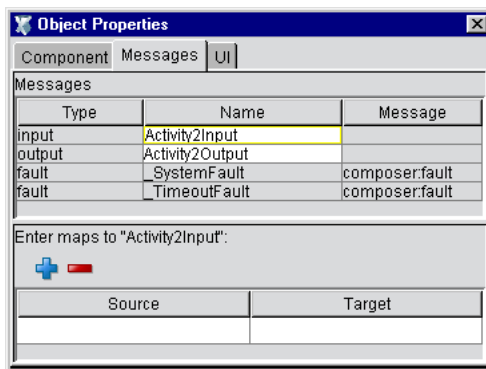 Object Properties
Component Messages UI
Messages
Type Name Message
input Activity2Input
output Activity2Output
fault _SystemFault composer:fault
fault _TimeoutFault composer:fault
Enter maps to "Activity2Input":
Source Target